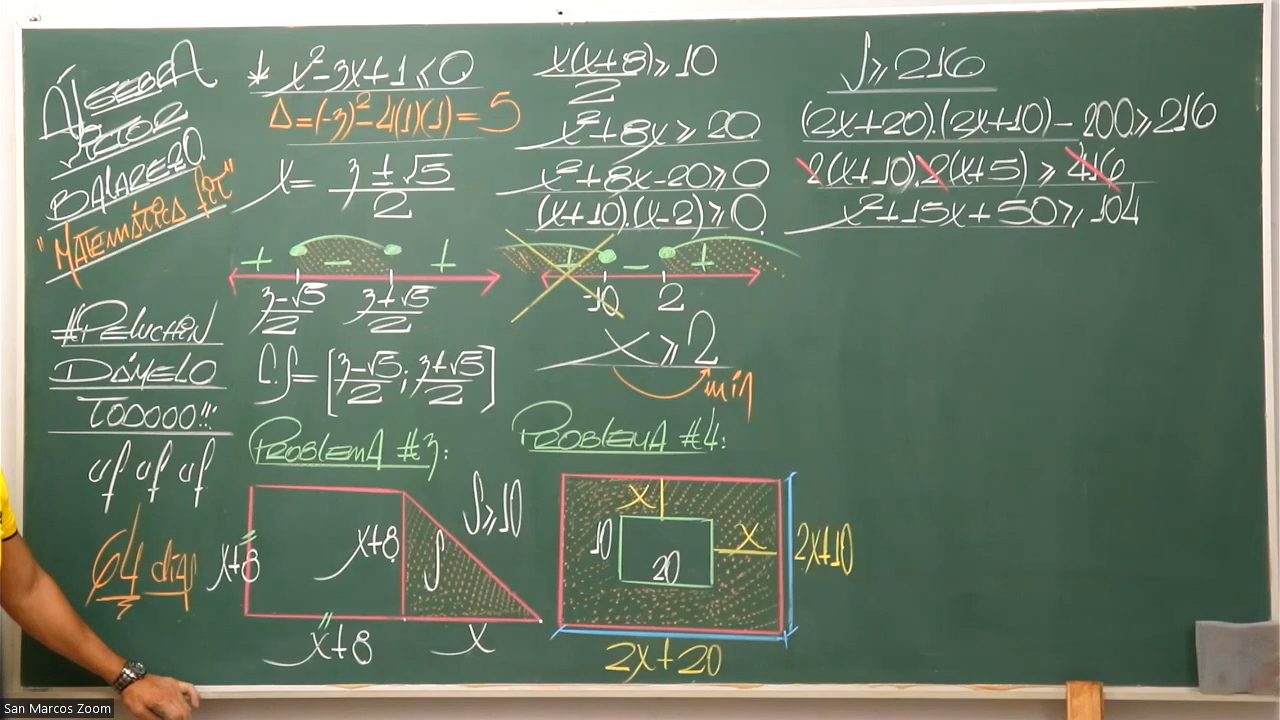 ÁLGEBRA
VÍCTOR
BALAREZO.
"MATEMÁTICA fit"
#PELUCHIN
DÁMELO
TODOOO!!!
uf uf uf
64 días
* x²-3x+1 ≤ 0
Δ=(-3)²-4(1)(1)=5
x= 3±√5
2
+ - +
3-√5 3+√5
2 2
C.S=[3-√5/2; 3+√5/2]
PROBLEMA #3:
x+8
x+8
S
S≥10
x+8
x
x(x+8)≥10
2
x²+8x≥20
x²+8x-20≥0
(x+10).(x-2)≥0
+ - +
-10 2
x≥2
min
PROBLEMA #4:
x
10
20
x
2x+10
2x+20
S≥216
(2x+20).(2x+10)-200≥216
2(x+10).2(x+5)≥416
x²+15x+50≥104
San Marcos Zoom